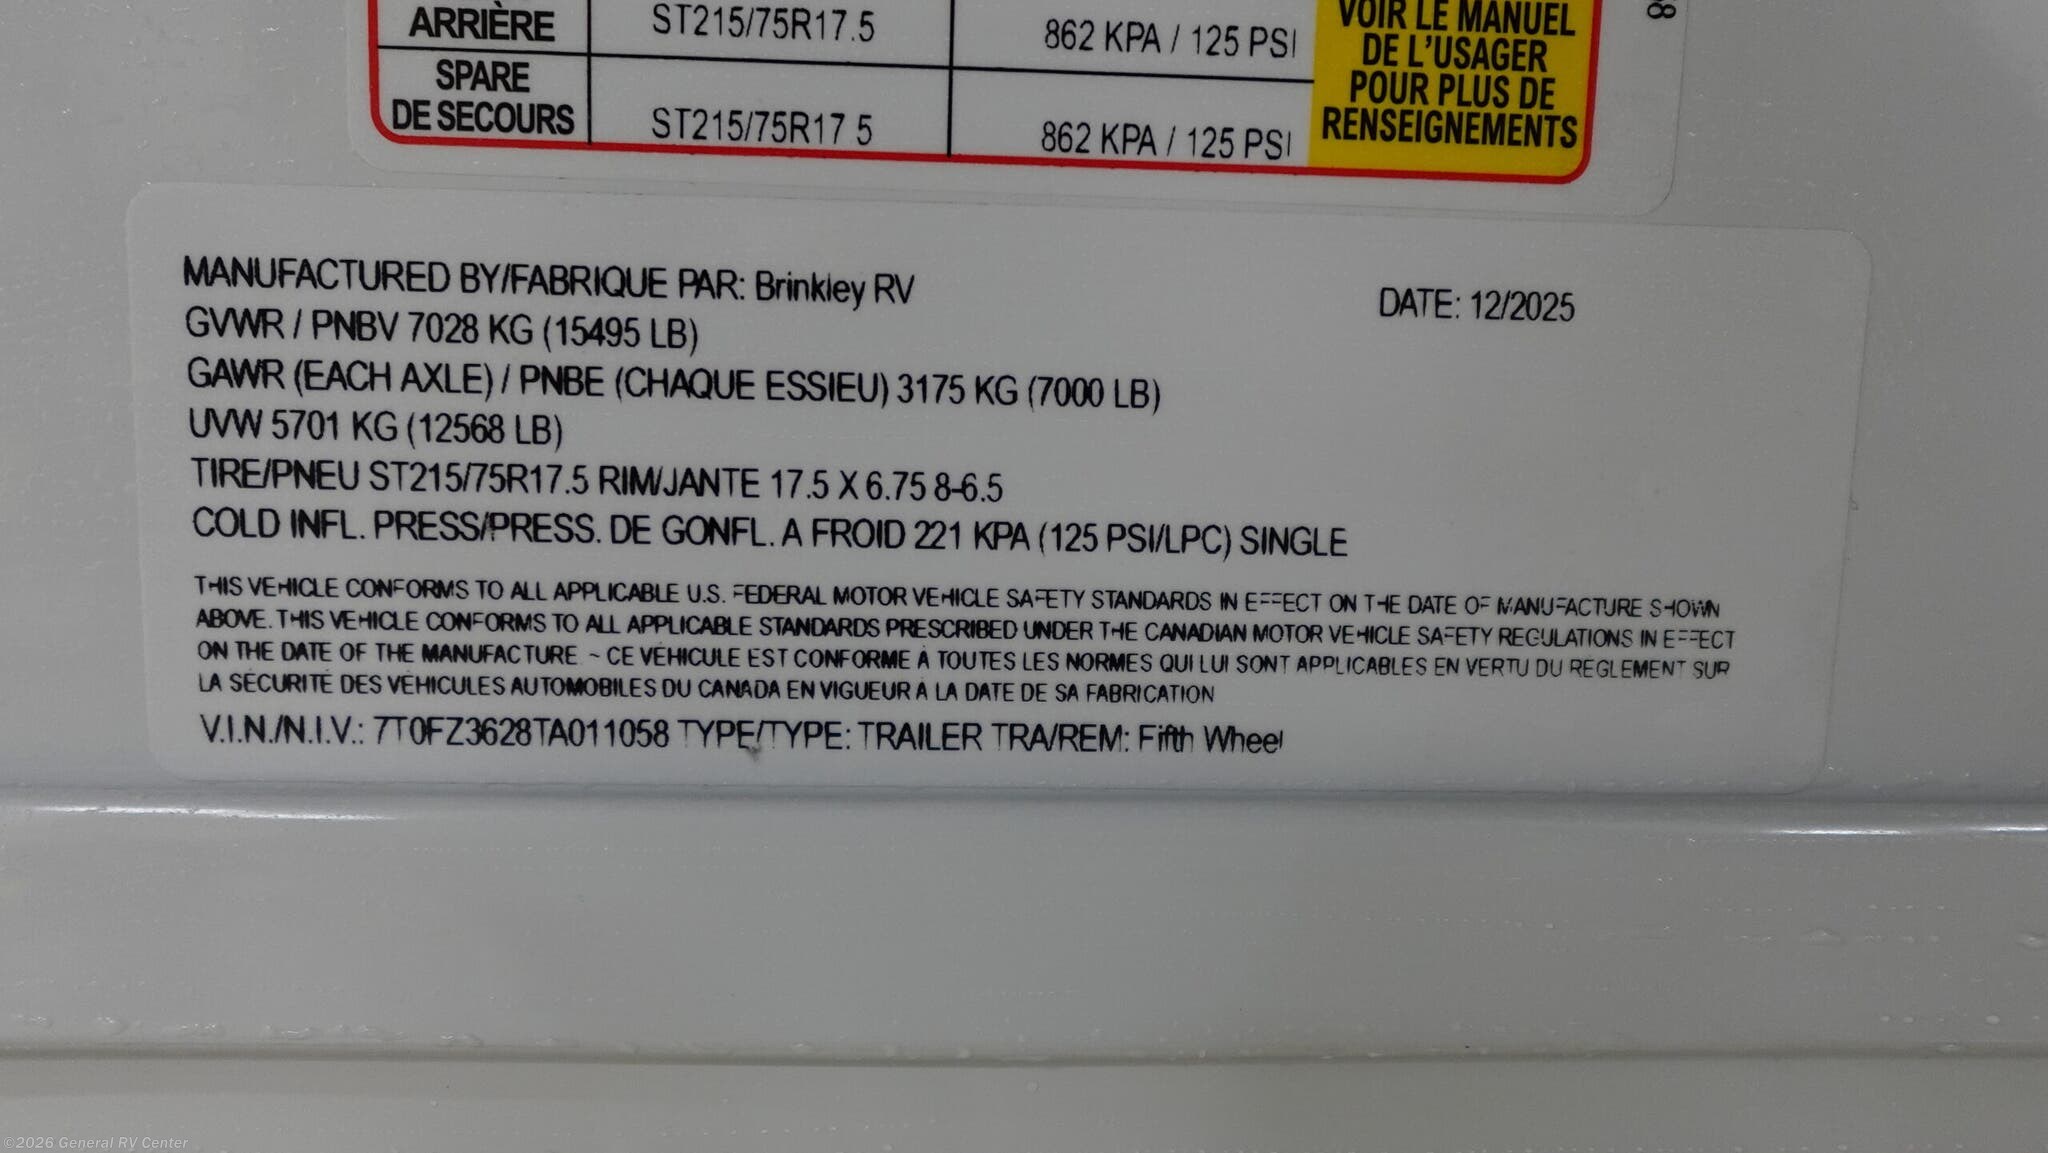 ARRIÈRE ST215/75R17.5 862 KPA / 125 PSI
SPARE
DE SECOURS ST215/75R17 5 862 KPA / 125 PSI
VOIR LE MANUEL
DE L'USAGER
POUR PLUS DE
RENSEIGNEMENTS
MANUFACTURED BY/FABRIQUE PAR: Brinkley RV DATE: 12/2025
GVWR / PNBV 7028 KG (15495 LB)
GAWR (EACH AXLE) / PNBE (CHAQUE ESSIEU) 3175 KG (7000 LB)
UVW 5701 KG (12568 LB)
TIRE/PNEU ST215/75R17.5 RIM/JANTE 17.5 X 6.75 8-6.5
COLD INFL. PRESS/PRESS. DE GONFL. A FROID 221 KPA (125 PSI/LPC) SINGLE
THIS VEHICLE CONFORMS TO ALL APPLICABLE U.S. FEDERAL MOTOR VEHICLE SAFETY STANDARDS IN EFFECT ON THE DATE OF MANUFACTURE SHOWN
ABOVE. THIS VEHICLE CONFORMS TO ALL APPLICABLE STANDARDS PRESCRIBED UNDER THE CANADIAN MOTOR VEHICLE SAFETY REGULATIONS IN EFFECT
ON THE DATE OF THE MANUFACTURE ~ CE VÉHICULE EST CONFORME À TOUTES LES NORMES QUI LUI SONT APPLICABLES EN VERTU DU REGLEMENT SUR
LA SÉCURITÉ DES VÉHICULES AUTOMOBILES DU CANADA EN VIGUEUR À LA DATE DE SA FABRICATION
V.I.N./N.I.V.: 7T0FZ3628TA011058 TYPE/TYPE: TRAILER TRA/REM: Fifth Wheel
©2026 General RV Center